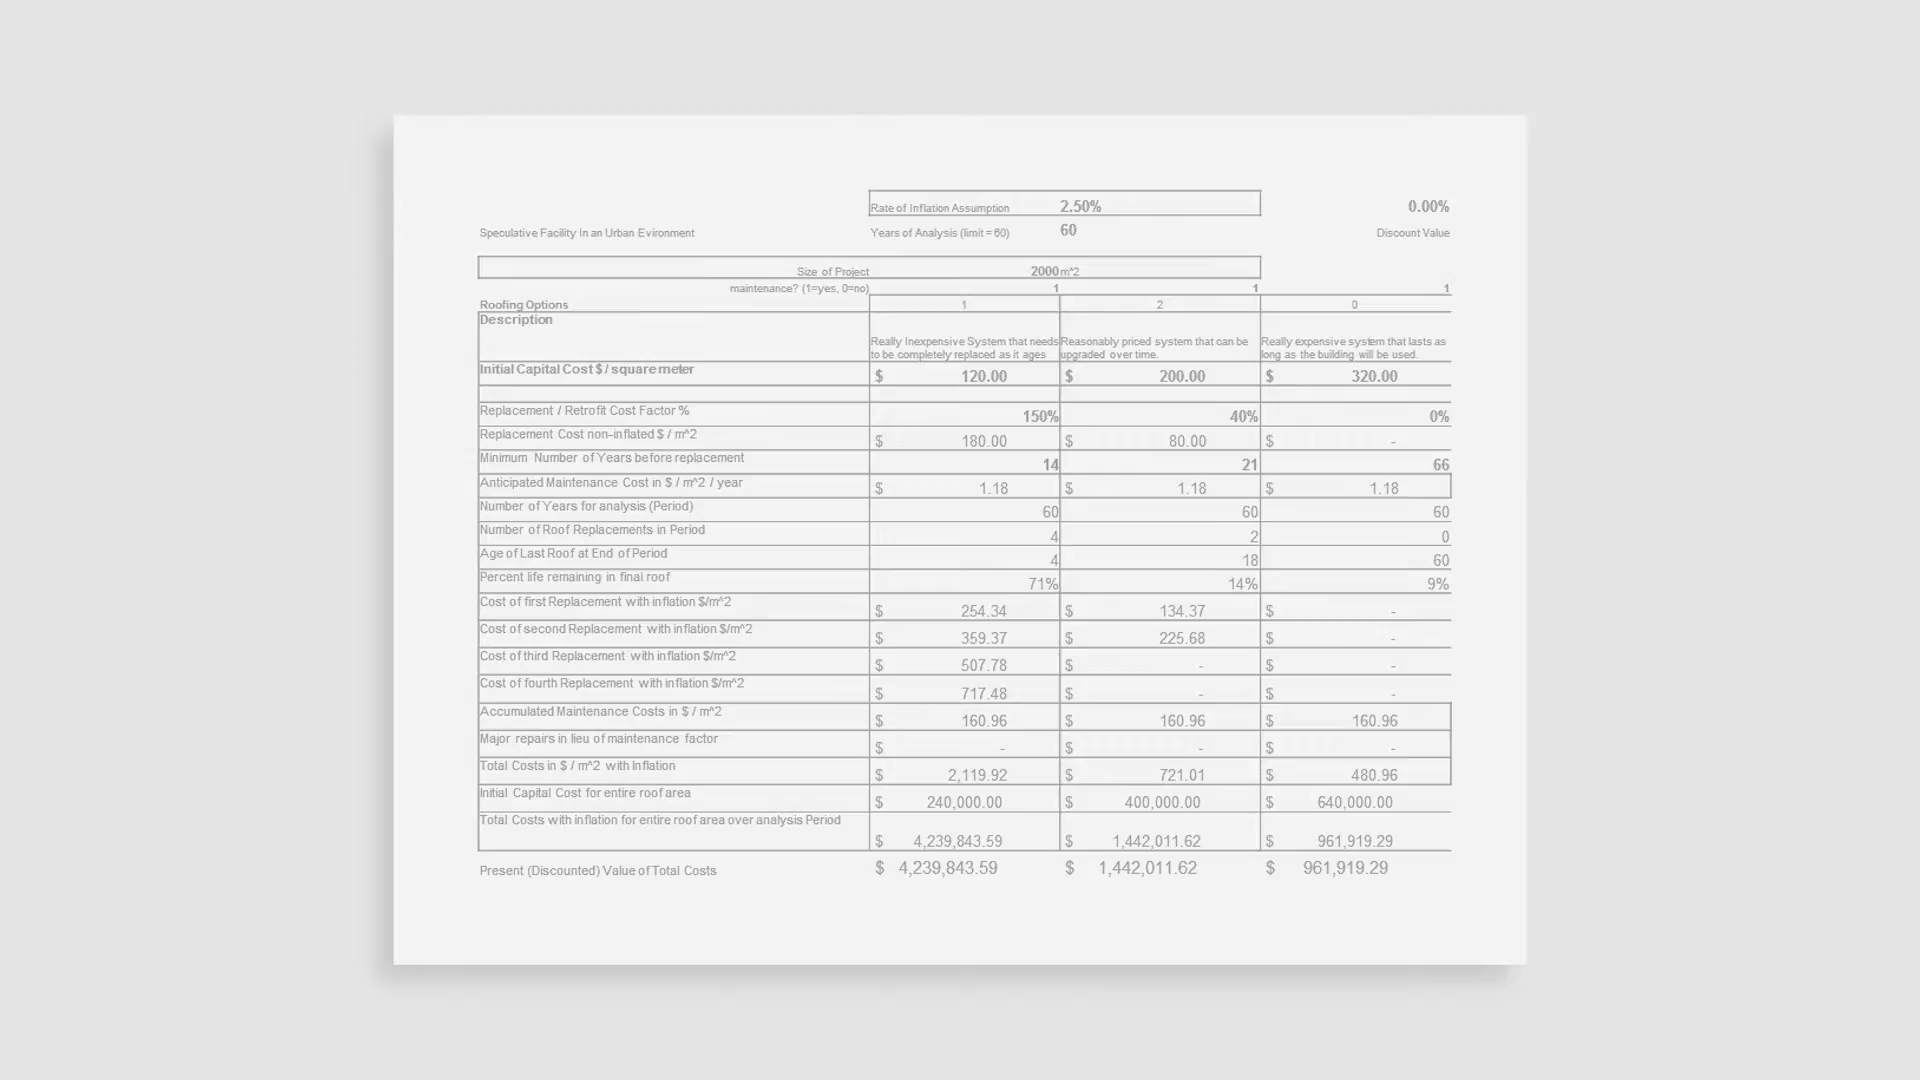 Rate of Inflation Assumption 2.50% 0.00%
Speculative Facility In an Urban Evironment Years of Analysis (limit = 60) 60 Discount Value
Size of Project 2000 m^2
maintenance? (1=yes, 0=no) 1 1 1
Roofing Options 1 2 0
Description
Really Inexpensive System that needs Reasonably priced system that can be Really expensive system that lasts as
to be completely replaced as it ages upgraded over time. long as the building will be used.
Initial Capital Cost $ / square meter $ 120.00 $ 200.00 $ 320.00
Replacement / Retrofit Cost Factor % 150% 40% 0%
Replacement Cost non-inflated $ / m^2 $ 180.00 $ 80.00 $ -
Minimum Number of Years before replacement 14 21 66
Anticipated Maintenance Cost in $ / m^2 / year $ 1.18 $ 1.18 $ 1.18
Number of Years for analysis (Period) 60 60 60
Number of Roof Replacements in Period 4 2 0
Age of Last Roof at End of Period 4 18 60
Percent life remaining in final roof 71% 14% 9%
Cost of first Replacement with inflation $/m^2 $ 254.34 $ 134.37 $ -
Cost of second Replacement with inflation $/m^2 $ 359.37 $ 225.68 $ -
Cost of third Replacement with inflation $/m^2 $ 507.78 $ - $ -
Cost of fourth Replacement with inflation $/m^2 $ 717.48 $ - $ -
Accumulated Maintenance Costs in $ / m^2 $ 160.96 $ 160.96 $ 160.96
Major repairs in lieu of maintenance factor $ - $ - $ -
Total Costs in $ / m^2 with Inflation $ 2,119.92 $ 721.01 $ 480.96
Initial Capital Cost for entire roof area $ 240,000.00 $ 400,000.00 $ 640,000.00
Total Costs with inflation for entire roof area over analysis Period $ 4,239,843.59 $ 1,442,011.62 $ 961,919.29
Present (Discounted) Value of Total Costs $ 4,239,843.59 $ 1,442,011.62 $ 961,919.29